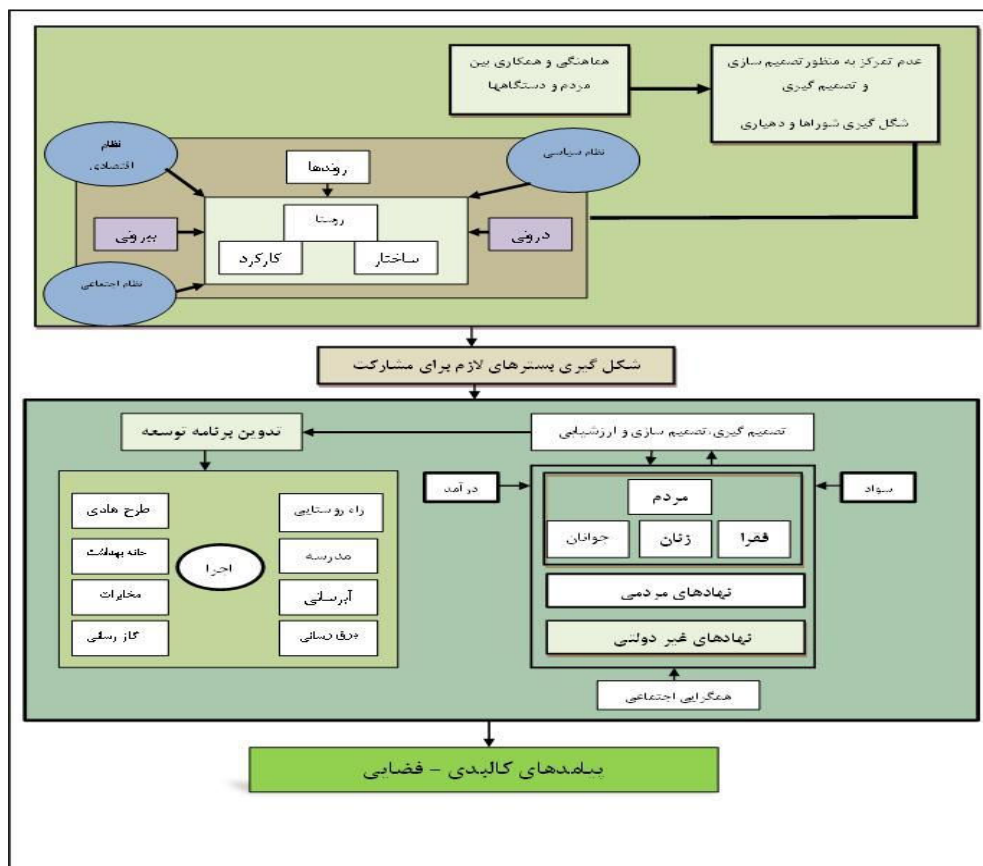 هماهنگی و همکاری بین
مردم و دستگاهها
عدم تمرکز به منظور تصمیم سازی
و تصمیم گیری
شگل گیری شوراها و دهیاری
نظام
اقتصادی
نظام سیاسی
روندها
روستا
بیرونی
درونی
کارکرد
ساختار
نظام اجتماعی
شکل گیری بسترهای لازم برای مشارکت
تدوین برنامه توسعه
تصمیم گیری، تصمیم سازی و ارزشیابی
درآمد
سواد
مردم
جوانان
زنان
فقرا
نهادهای مردمی
نهادهای غیر دولتی
همگرایی اجتماعی
طرح هادی
راه روستایی
خانه بهداشت
مدرسه
اجرا
مخابرات
آبرسانی
گاز رسانی
برق رسانی
پیامدهای کالبدی - فضایی